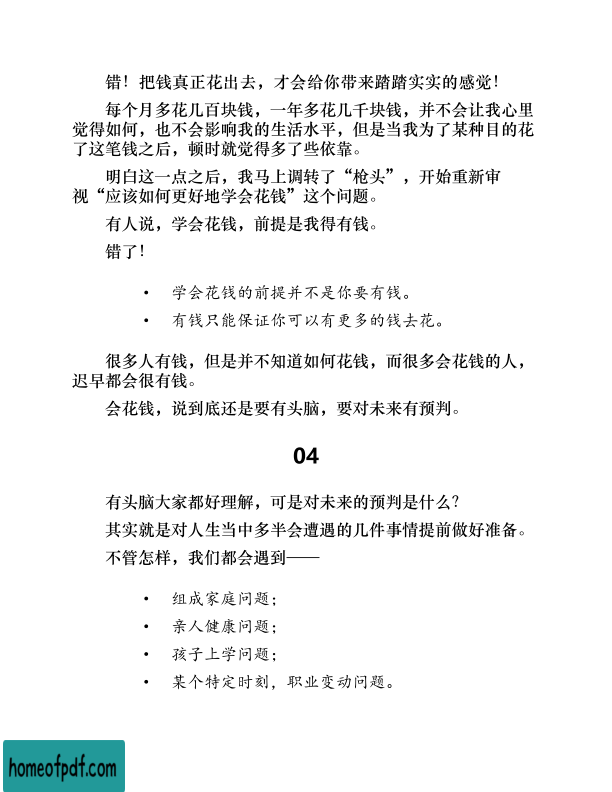 错！把钱真正花出去，才会给你带来踏踏实实的感觉！
每个月多花几百块钱，一年多花几千块钱，并不会让我心里
觉得如何，也不会影响我的生活水平，但是当我为了某种目的花
了这笔钱之后，顿时就觉得多了些依靠。
明白这一点之后，我马上调转了“枪头”，开始重新审
视“应该如何更好地学会花钱”这个问题。
有人说，学会花钱，前提是我得有钱。
错了！
• 学会花钱的前提并不是你要有钱。
• 有钱只能保证你可以有更多的钱去花。
很多人有钱，但是并不知道如何花钱，而很多会花钱的人，
迟早都会很有钱。
会花钱，说到底还是要有头脑，要对未来有预判。
04
有头脑大家都好理解，可是对未来的预判是什么？
其实就是对人生当中多半会遭遇的几件事情提前做好准备。
不管怎样，我们都会遇到——
• 组成家庭问题；
• 亲人健康问题；
• 孩子上学问题；
• 某个特定时刻，职业变动问题。
homeofpdf.com